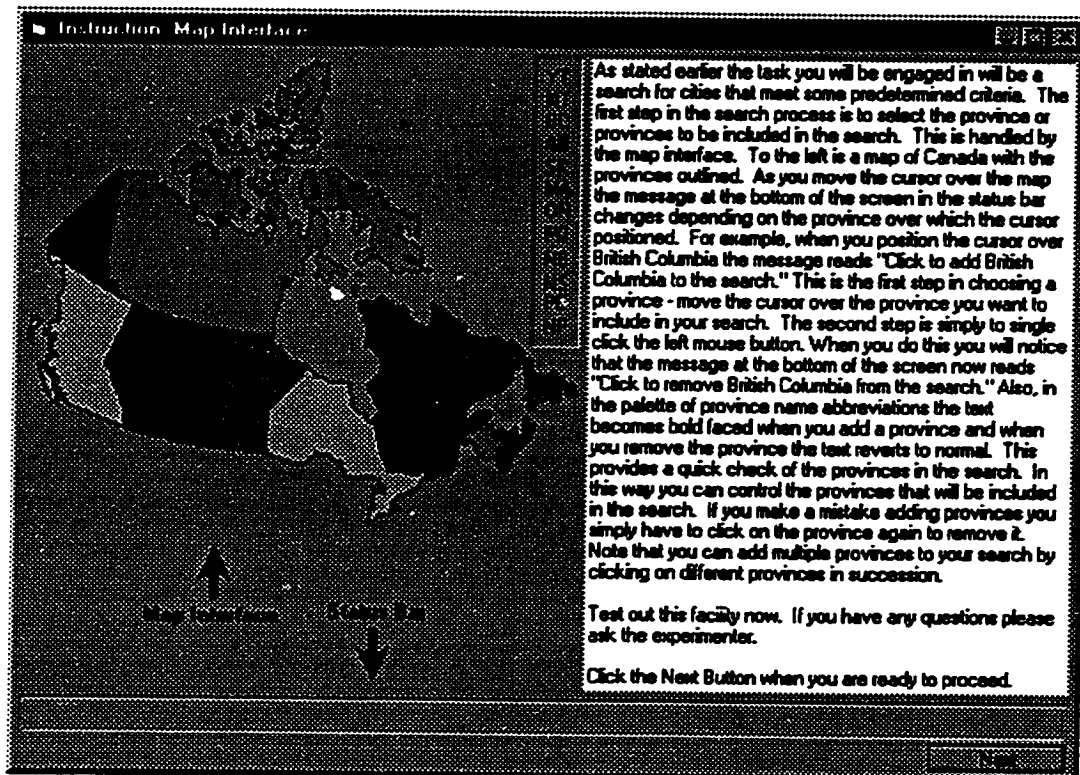 Instruction Map Interface
As stated earlier the task you will be engaged in will be a
search for cities that meet some predetermined criteria. The
first step in the search process is to select the province or
provinces to be included in the search. This is handled by
the map interface. To the left is a map of Canada with the
provinces outlined. As you move the cursor over the map
the message at the bottom of the screen in the status bar
changes depending on the province over which the cursor
positioned. For example, when you position the cursor over
British Columbia the message reads "Click to add British
Columbia to the search." This is the first step in choosing a
province - move the cursor over the province you want to
include in your search. The second step is simply to single
click the left mouse button. When you do this you will notice
that the message at the bottom of the screen now reads
"Click to remove British Columbia from the search." Also, in
the palette of province name abbreviations the text
becomes bold faced when you add a province and when
you remove the province the text reverts to normal. This
provides a quick check of the provinces in the search. In
this way you can control the provinces that will be included
in the search. If you make a mistake adding provinces you
simply have to click on the province again to remove it.
Note that you can add multiple provinces to your search by
clicking on different provinces in succession.
Test out this facility now. If you have any questions please
ask the experimenter.
Click the Next Button when you are ready to proceed.
Map Interface
Status Bar
Next